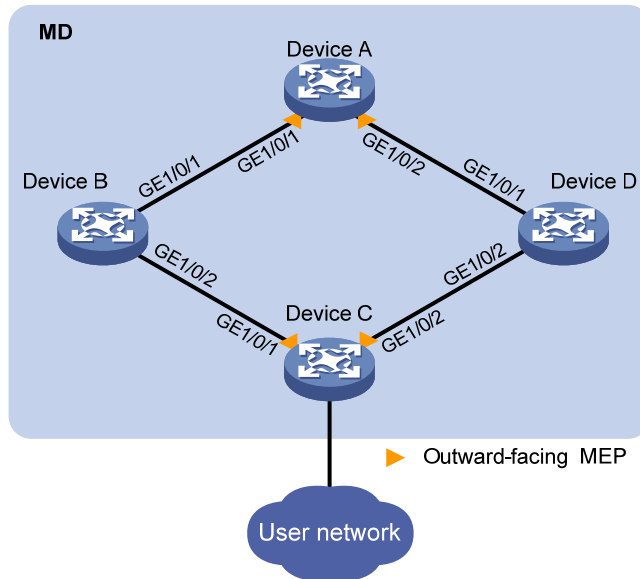 MD
Device A
GE1/0/1
GE1/0/1
GE1/0/2
GE1/0/1
Device B
Device D
GE1/0/2
GE1/0/1
Device C
GE1/0/2
GE1/0/2
Outward-facing MEP
User network